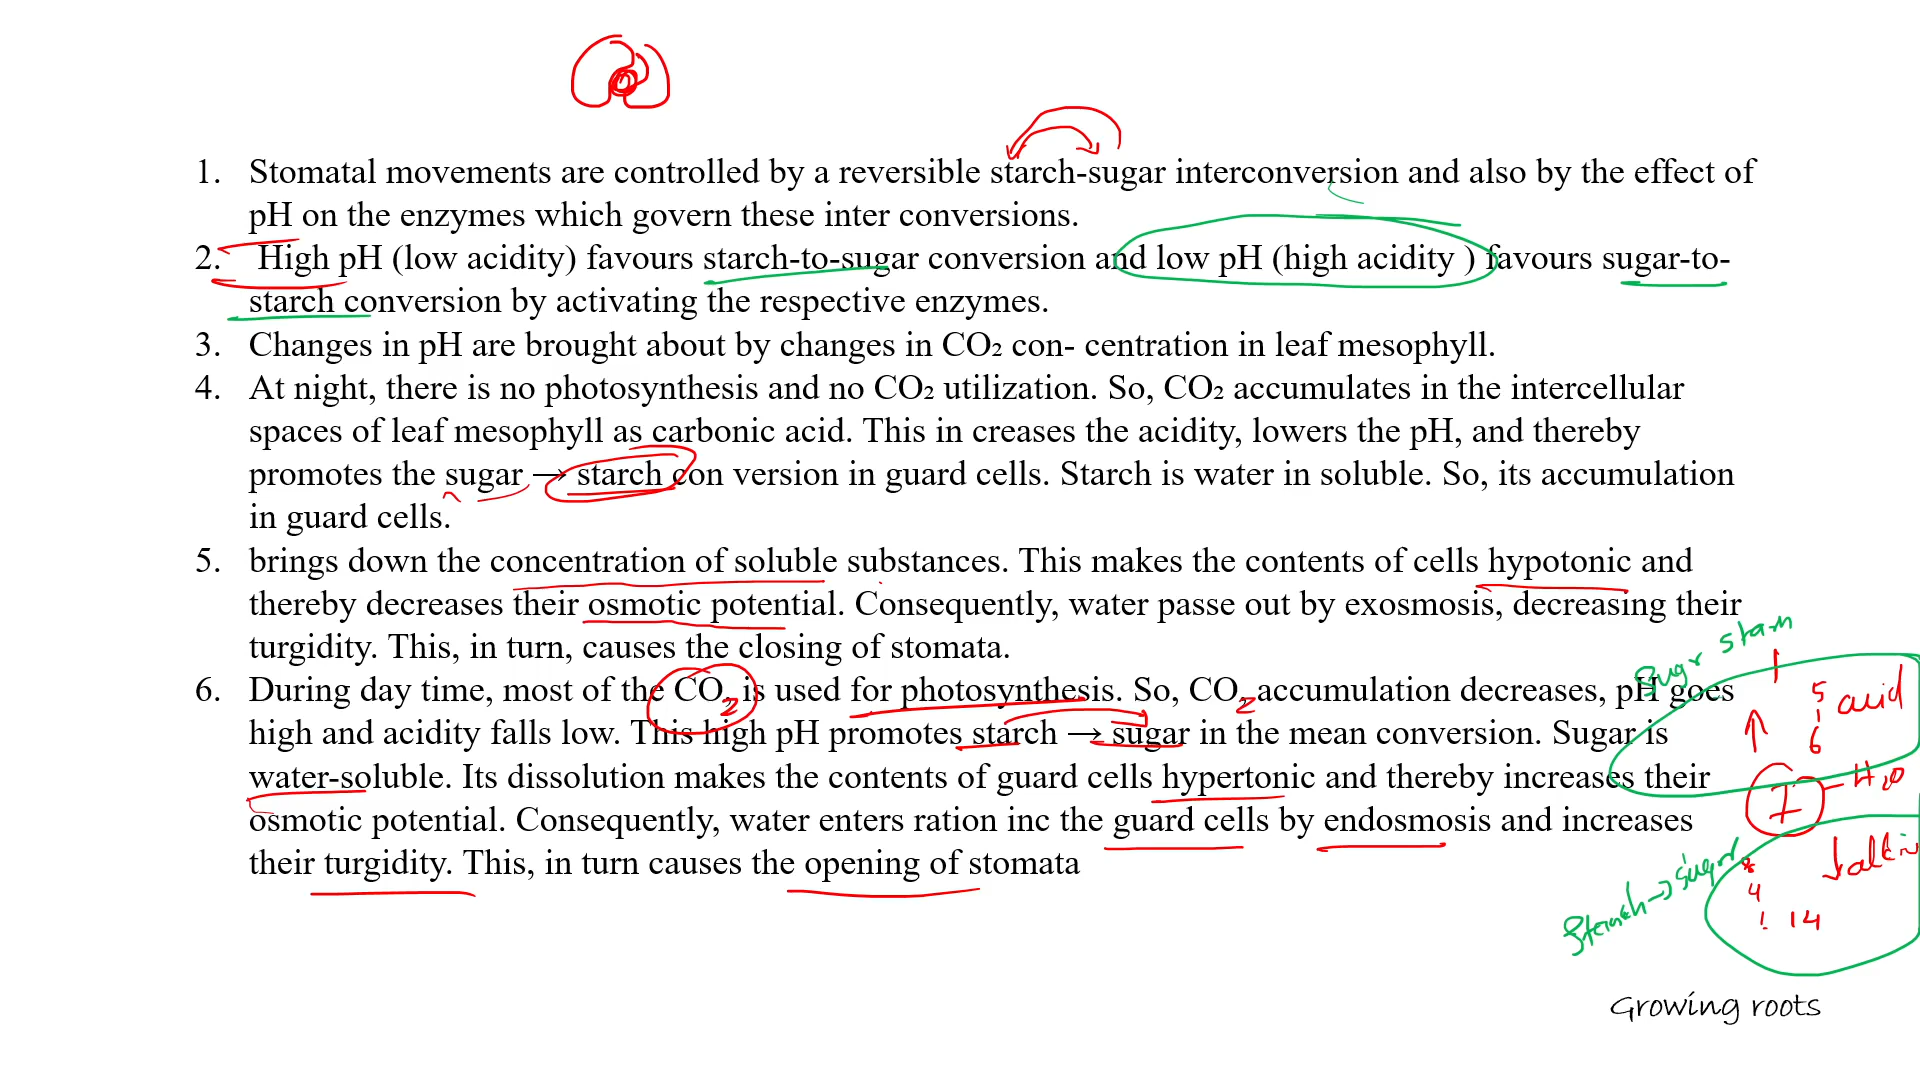 1. Stomatal movements are controlled by a reversible starch-sugar interconversion and also by the effect of
pH on the enzymes which govern these inter conversions.
2. High pH (low acidity) favours starch-to-sugar conversion and low pH (high acidity ) favours sugar-to-
starch conversion by activating the respective enzymes.
3. Changes in pH are brought about by changes in CO₂ con- centration in leaf mesophyll.
4. At night, there is no photosynthesis and no CO₂ utilization. So, CO₂ accumulates in the intercellular
spaces of leaf mesophyll as carbonic acid. This in creases the acidity, lowers the pH, and thereby
promotes the sugar → starch con version in guard cells. Starch is water in soluble. So, its accumulation
in guard cells.
5. brings down the concentration of soluble substances. This makes the contents of cells hypotonic and
thereby decreases their osmotic potential. Consequently, water passe out by exosmosis, decreasing their
turgidity. This, in turn, causes the closing of stomata.
6. During day time, most of the CO2 is used for photosynthesis. So, CO2 accumulation decreases, pH goes
high and acidity falls low. This high pH promotes starch → sugar in the mean conversion. Sugar is
water-soluble. Its dissolution makes the contents of guard cells hypertonic and thereby increases their
osmotic potential. Consequently, water enters ration inc the guard cells by endosmosis and increases
their turgidity. This, in turn causes the opening of stomata
1
5 acid
6
7 - H2O
14
Growing roots